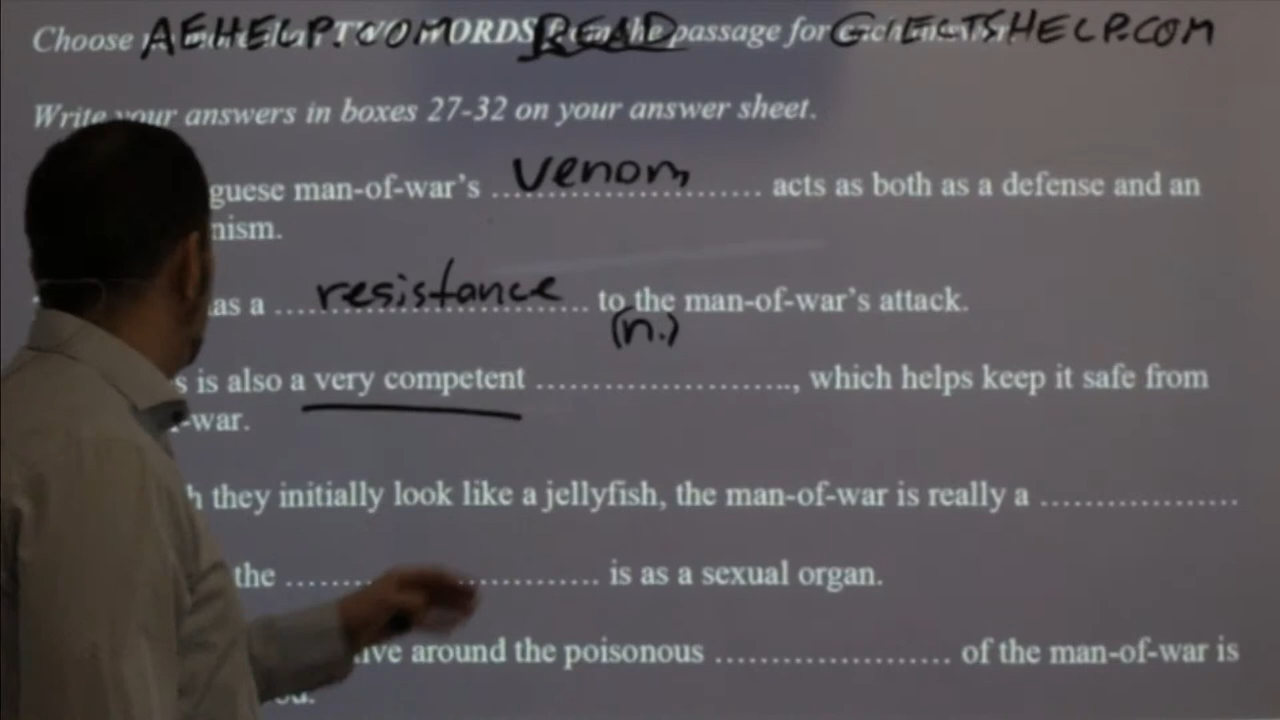 AEHELP.COM READ GIELTSHELP.COM
Choose no more than TWO WORDS from the passage for each answer.
Write your answers in boxes 27-32 on your answer sheet.
guese man-of-war's .......... venom .......... acts as both as a defense and an
nism.
as a .......... resistance .......... to the man-of-war's attack.
(n.)
s is also a very competent ........................., which helps keep it safe from
-war.
h they initially look like a jellyfish, the man-of-war is really a ...................
the ........ ............. is as a sexual organ.
ive around the poisonous ....................... of the man-of-war is